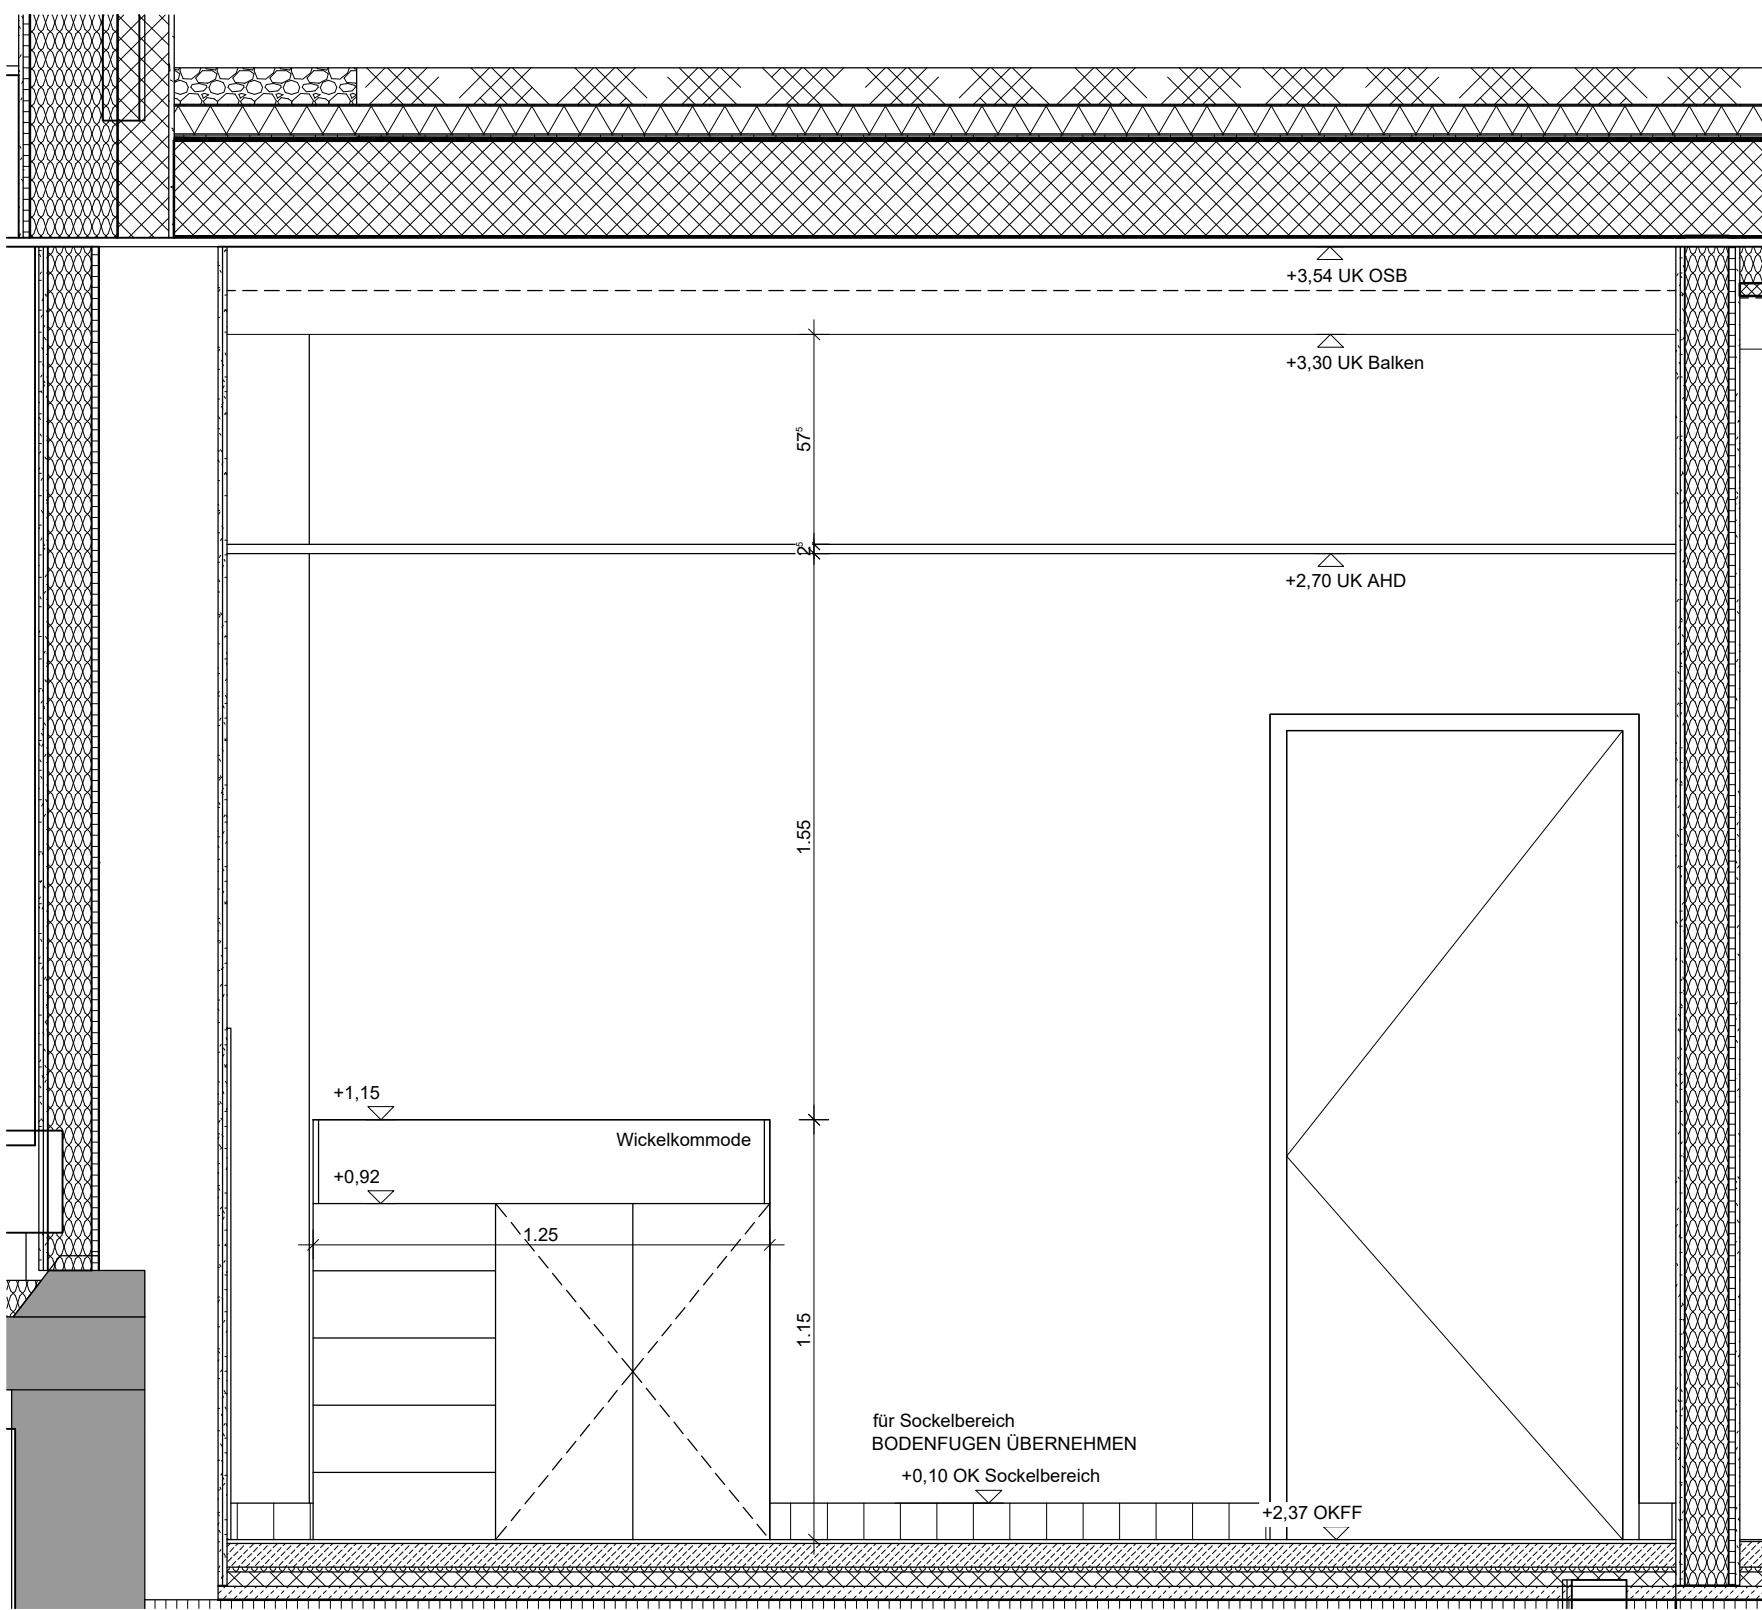 +3,54 UK OSB
+3,30 UK Balken
57⁵
2⁵
+2,70 UK AHD
1.55
+1,15
Wickelkommode
+0,92
1.25
1.15
für Sockelbereich
BODENFUGEN ÜBERNEHMEN
+0,10 OK Sockelbereich
+2,37 OKFF